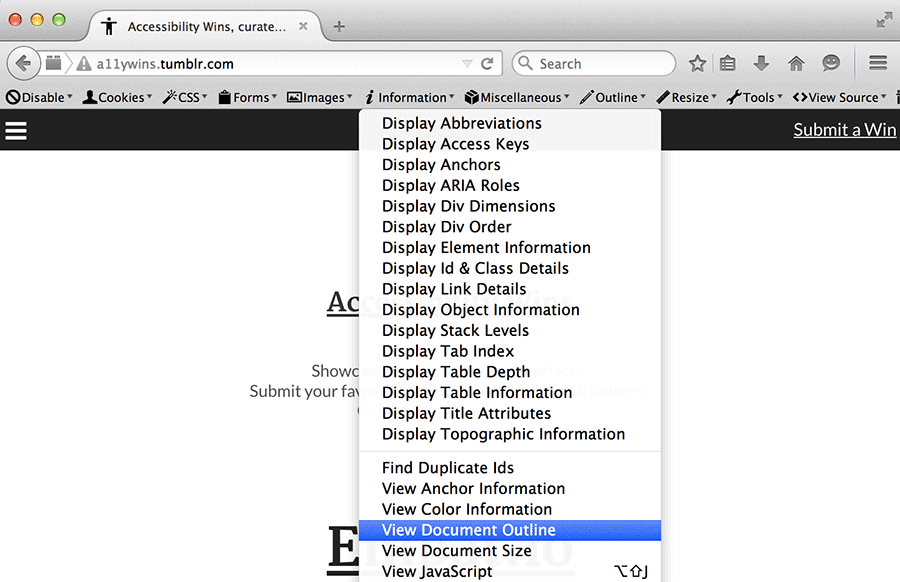 Accessibility Wins, curate...
a11ywins.tumblr.com
Search
Disable Cookies CSS Forms Images Information Miscellaneous Outline Resize Tools View Source
Submit a Win
Display Abbreviations
Display Access Keys
Display Anchors
Display ARIA Roles
Display Div Dimensions
Display Div Order
Display Element Information
Display Id & Class Details
Display Link Details
Display Object Information
Display Stack Levels
Display Tab Index
Display Table Depth
Display Table Information
Display Title Attributes
Display Topographic Information
Find Duplicate Ids
View Anchor Information
View Color Information
View Document Outline
View Document Size
View JavaScript ⌥⇧J
Ac
Showc
Submit your fav
E